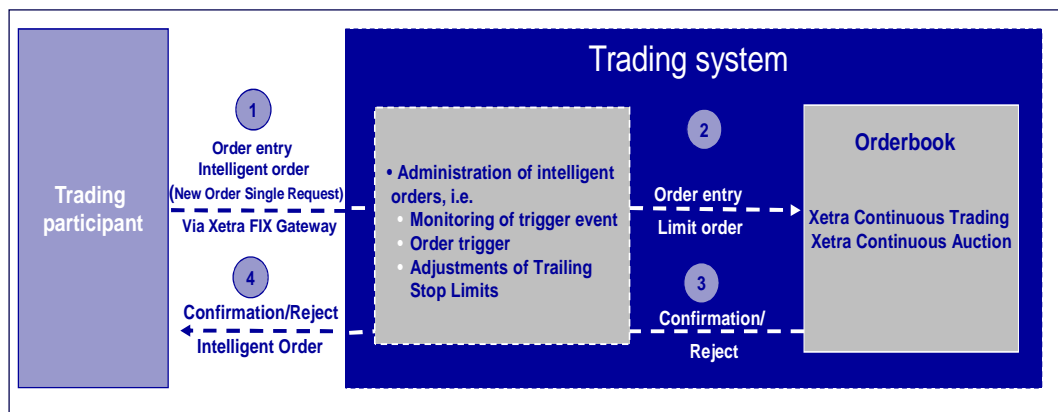 Trading system
1
Order entry
Intelligent order
(New Order Single Request)
Via Xetra FIX Gateway
Trading
participant
4
Confirmation/Reject
Intelligent Order
• Administration of intelligent
orders, i.e.
• Monitoring of trigger event
• Order trigger
• Adjustments of Trailing
Stop Limits
2
Order entry
Limit order
3
Confirmation/
Reject
Orderbook
Xetra Continuous Trading
Xetra Continuous Auction